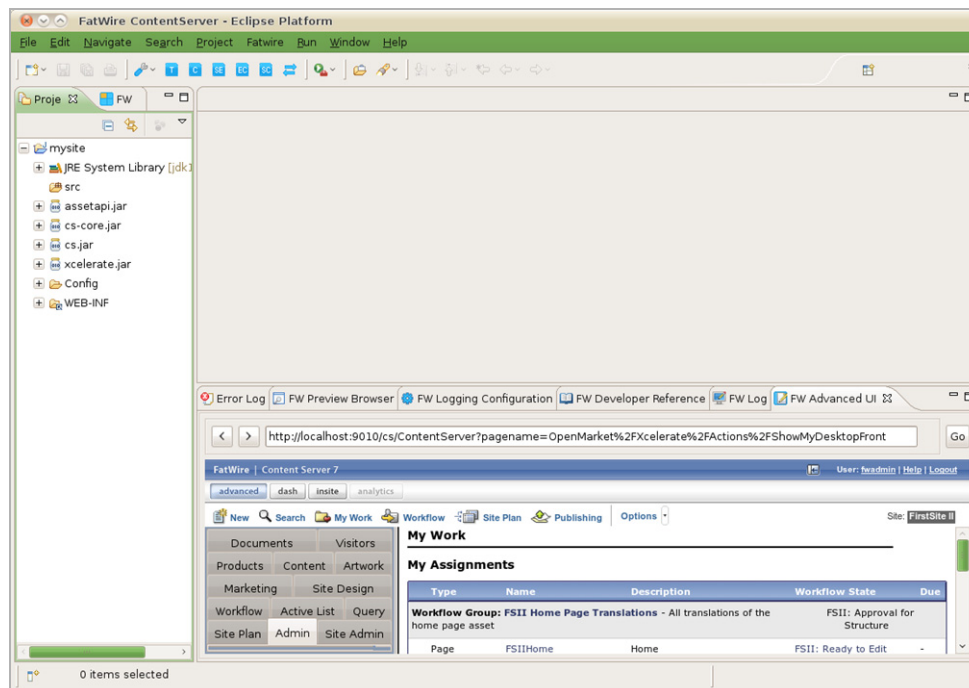 FatWire ContentServer - Eclipse Platform
File Edit Navigate Search Project Fatwire Run Window Help
T C SE EC SC
Proje FW
mysite
JRE System Library [jdk1
src
assetapi.jar
cs-core.jar
cs.jar
xcelerate.jar
Config
WEB-INF
Error Log FW Preview Browser FW Logging Configuration FW Developer Reference FW Log FW Advanced UI
http://localhost:9010/cs/ContentServer?pagename=OpenMarket%2FXcelerate%2FActions%2FShowMyDesktopFront Go
FatWire | Content Server 7 User: fwadmin | Help | Logout
advanced dash insite analytics
New Search My Work Workflow Site Plan Publishing Options Site: FirstSite II
Documents Visitors
Products Content Artwork
Marketing Site Design
Workflow Active List Query
Site Plan Admin Site Admin
My Work
My Assignments
Type Name Description Workflow State Due
Workflow Group: FSII Home Page Translations - All translations of the home page asset FSII: Approval for Structure
Page FSIIHome Home FSII: Ready to Edit -
0 items selected